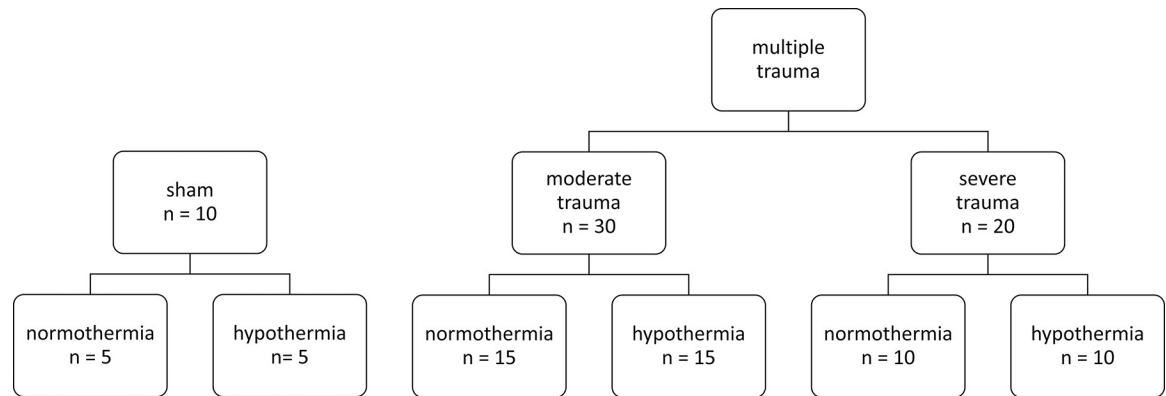 multiple
trauma
sham
n = 10
moderate
trauma
n = 30
severe
trauma
n = 20
normothermia
n = 5
hypothermia
n= 5
normothermia
n = 15
hypothermia
n = 15
normothermia
n = 10
hypothermia
n = 10